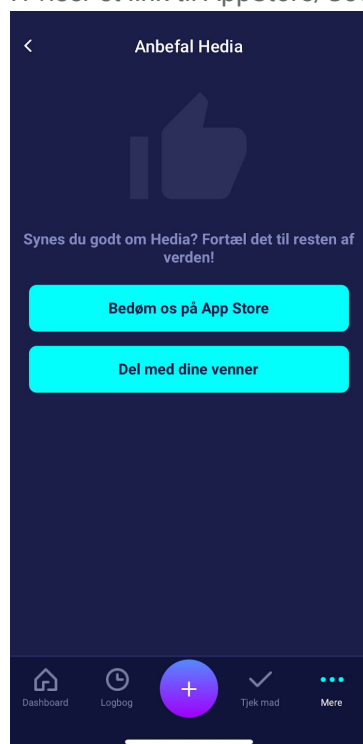 Anbefal Hedia
Synes du godt om Hedia? Fortæl det til resten af
verden!
Bedøm os på App Store
Del med dine venner
Dashboard
Logbog
+
Tjek mad
Mere